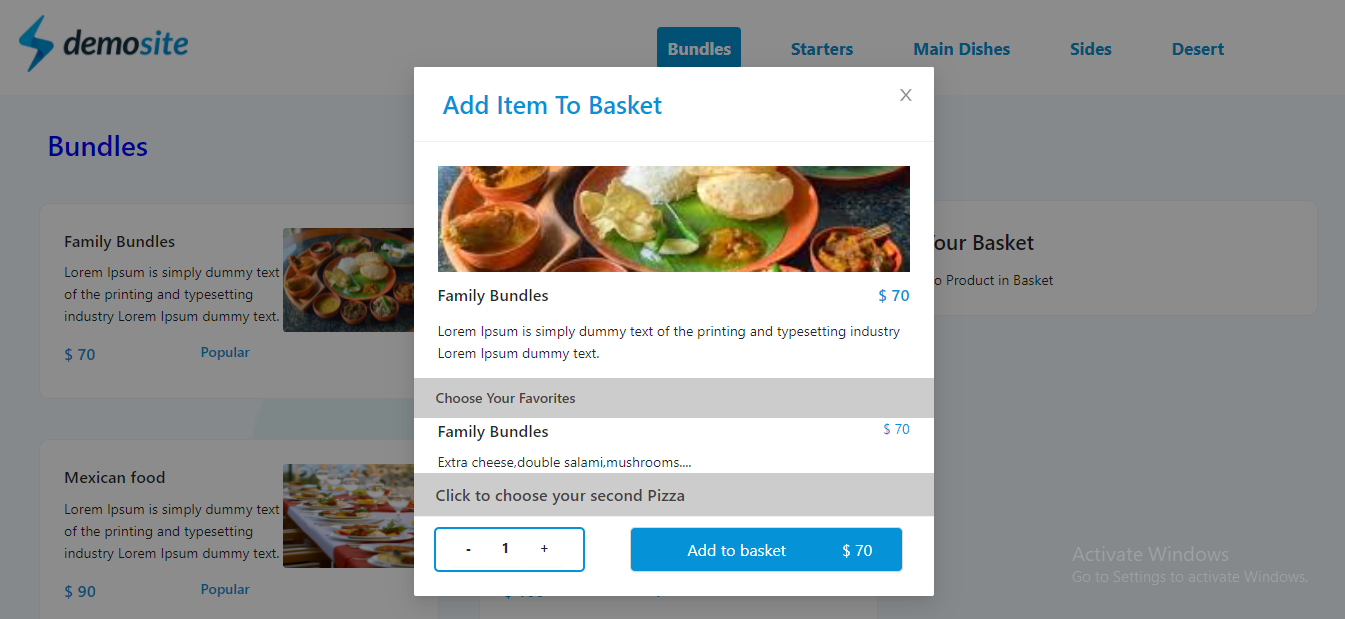 demosite
Bundles
Starters
Main Dishes
Sides
Desert
Add Item To Basket
X
Bundles
Family Bundles
Lorem Ipsum is simply dummy text
of the printing and typesetting
industry Lorem Ipsum dummy text.
$ 70
Popular
Mexican food
Lorem Ipsum is simply dummy text
of the printing and typesetting
industry Lorem Ipsum dummy text.
$ 90
Popular
Family Bundles
$ 70
Lorem Ipsum is simply dummy text of the printing and typesetting industry
Lorem Ipsum dummy text.
Choose Your Favorites
Family Bundles
$ 70
Extra cheese,double salami,mushrooms....
Click to choose your second Pizza
- 1 +
Add to basket $ 70
Basket
Product in Basket
Activate Windows
Go to Settings to activate Windows.